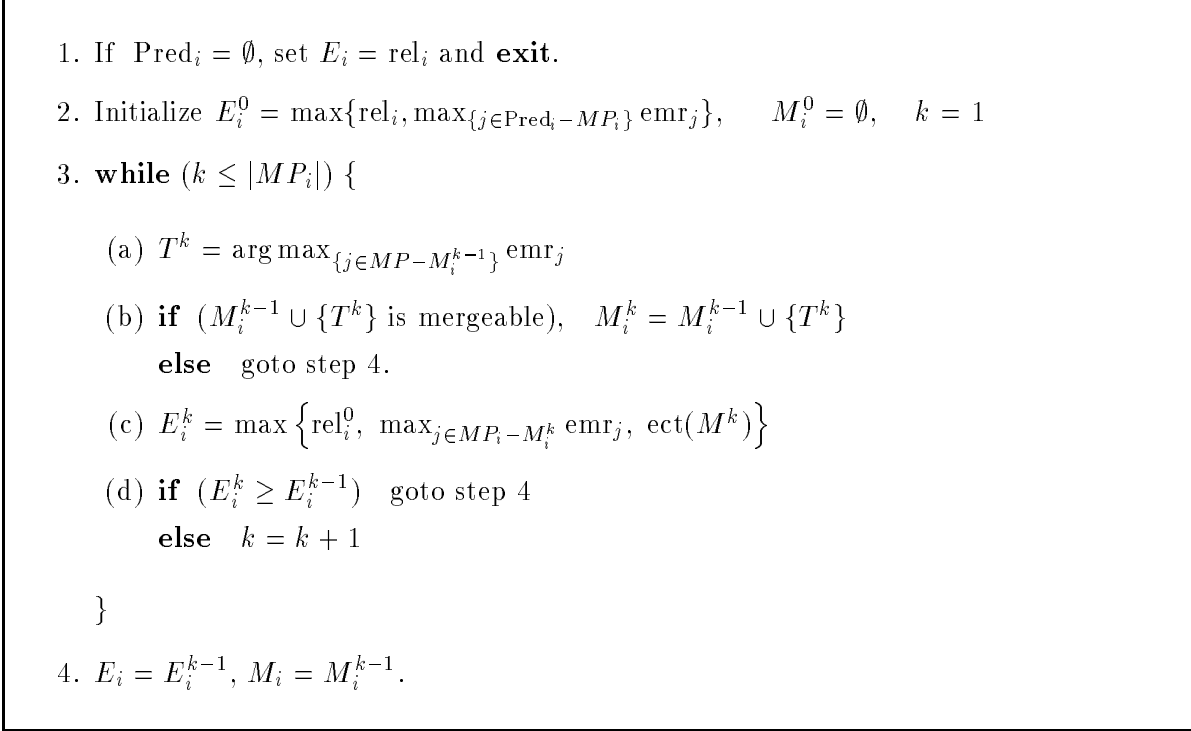 1. If Pred_i = ∅, set E_i = rel_i and exit.
2. Initialize E_i^0 = max{rel_i, max_{j∈Pred_i−MP_i} emr_j}, M_i^0 = ∅, k = 1
3. while (k ≤ |MP_i|) {
(a) T^k = arg max_{j∈MP−M_i^{k−1}} emr_j
(b) if (M_i^{k−1} ∪ {T^k} is mergeable), M_i^k = M_i^{k−1} ∪ {T^k}
else goto step 4.
(c) E_i^k = max {rel_i^0, max_{j∈MP_i−M_i^k} emr_j, ect(M^k)}
(d) if (E_i^k ≥ E_i^{k−1}) goto step 4
else k = k + 1
}
4. E_i = E_i^{k−1}, M_i = M_i^{k−1}.